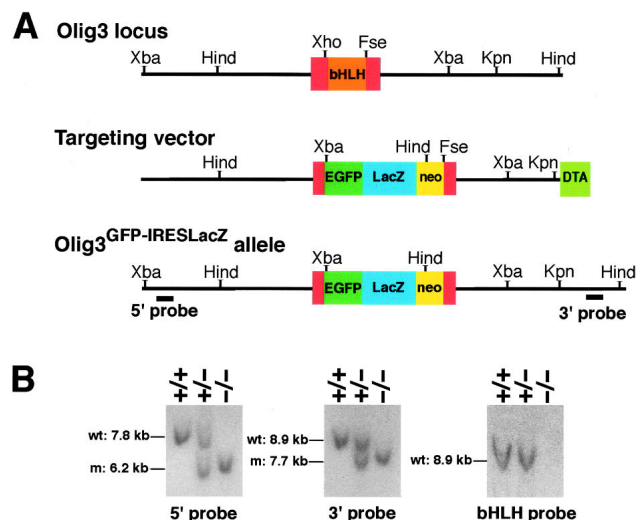 A
Olig3 locus
Xba Hind Xho Fse Xba Kpn Hind
bHLH
Targeting vector
Hind Xba Hind Fse Xba Kpn
EGFP LacZ neo DTA
Olig3GFP-IRESLacZ allele
Xba Hind Xba Hind Xba Kpn Hind
EGFP LacZ neo
5' probe 3' probe
B
+/+ +/- -/- +/+ +/- -/- +/+ +/- -/-
wt: 7.8 kb
m: 6.2 kb
5' probe
wt: 8.9 kb
m: 7.7 kb
3' probe
wt: 8.9 kb
bHLH probe